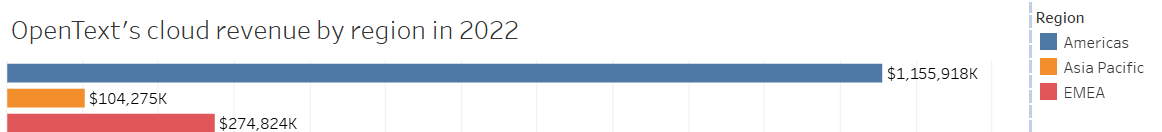 OpenText's cloud revenue by region in 2022
$1,155,918K
$104,275K
$274,824K
Region
Americas
Asia Pacific
EMEA